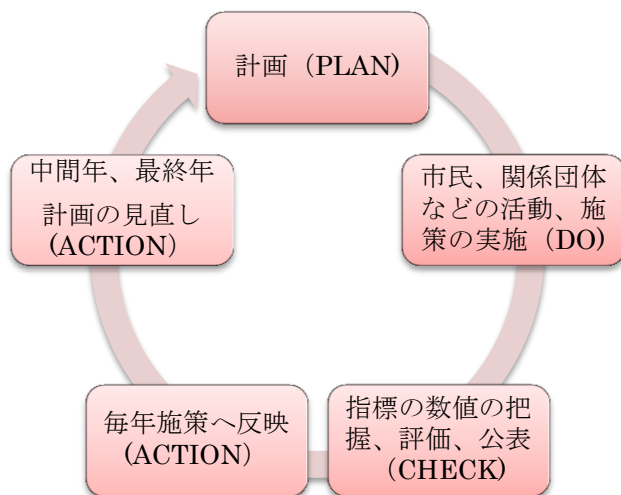 計画（PLAN)
市民、関係団体
などの活動、施
策の実施（DO)
指標の数値の把
握、評価、公表
（CHECK)
毎年施策へ反映
(ACTION）
中間年、最終年
計画の見直し
(ACTION）